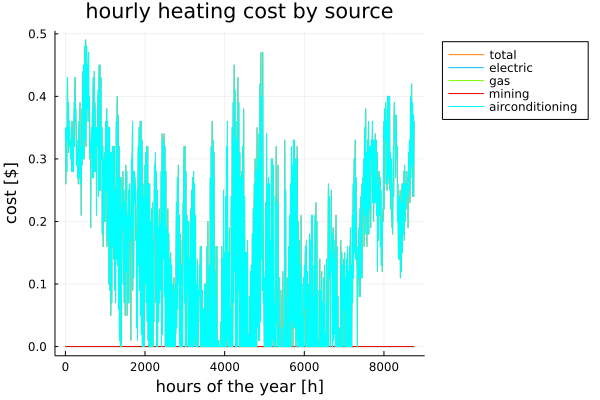 hourly heating cost by source
0.5
0.4
0.3
0.2
0.1
0.0
cost [$]
0 2000 4000 6000 8000
hours of the year [h]
total
electric
gas
mining
airconditioning